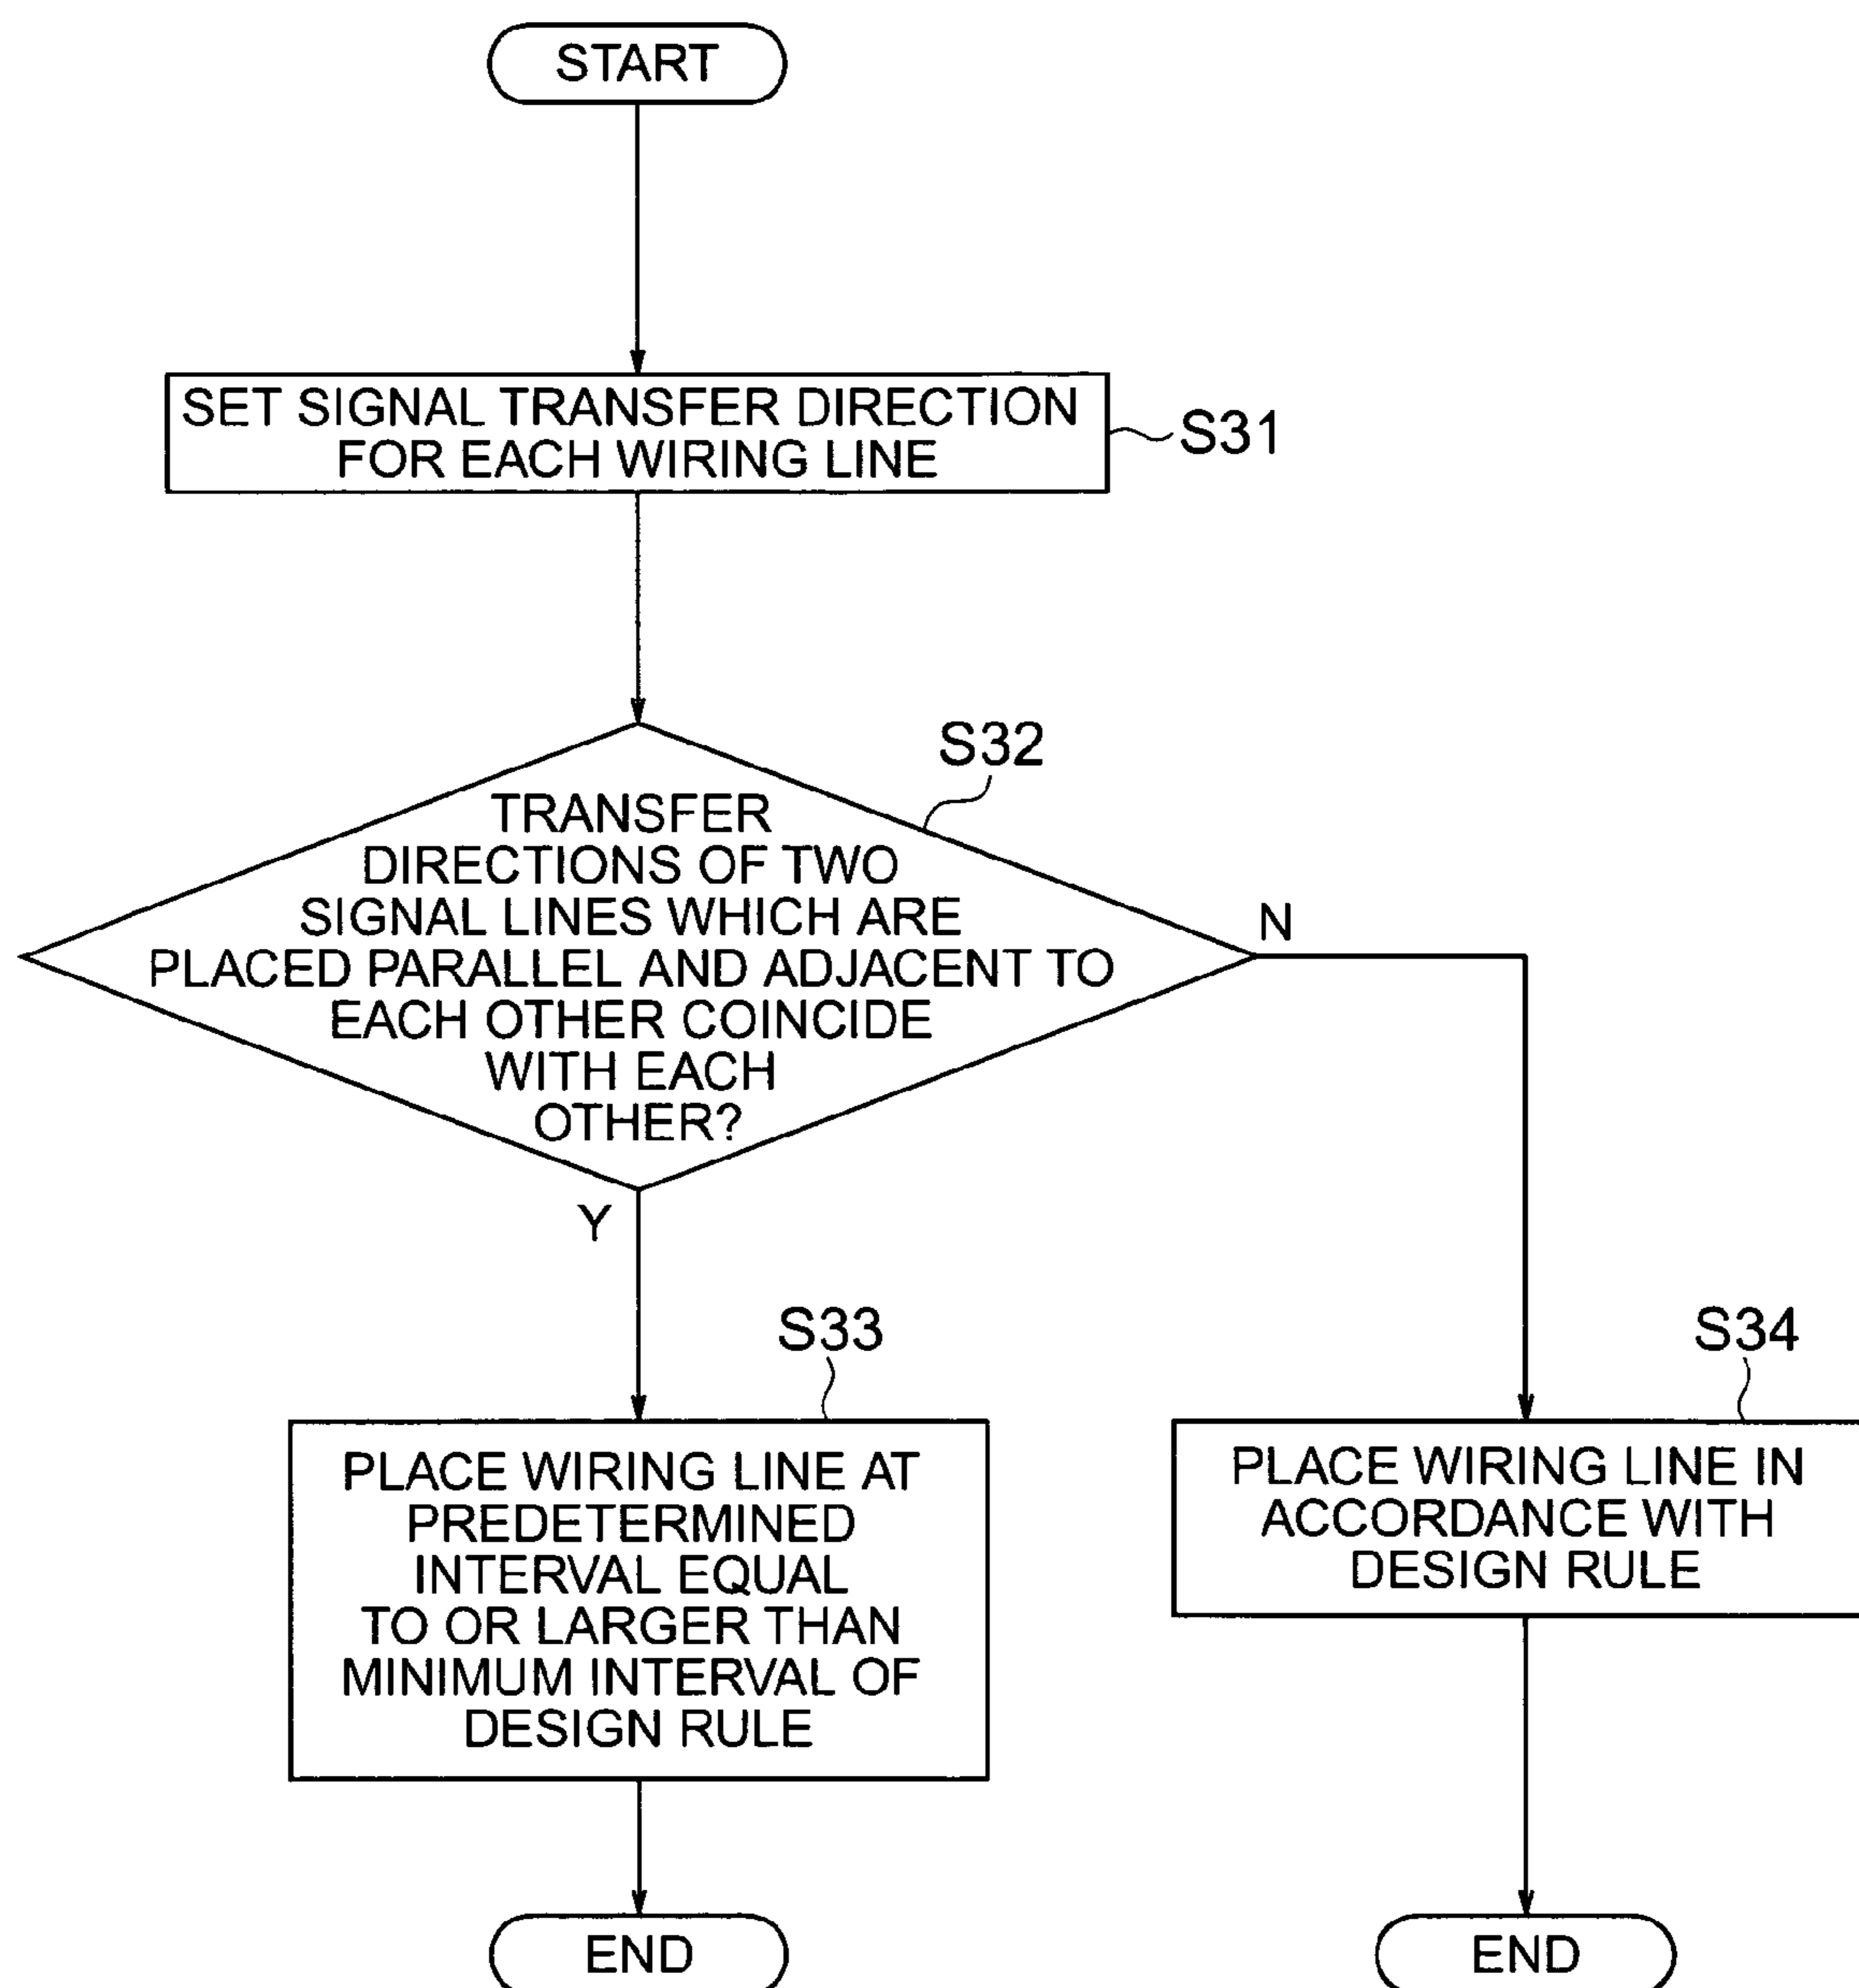 START
SET SIGNAL TRANSFER DIRECTION
FOR EACH WIRING LINE
S31
S32
TRANSFER
DIRECTIONS OF TWO
SIGNAL LINES WHICH ARE
PLACED PARALLEL AND ADJACENT TO
EACH OTHER COINCIDE
WITH EACH
OTHER?
N
Y
S33
PLACE WIRING LINE AT
PREDETERMINED
INTERVAL EQUAL
TO OR LARGER THAN
MINIMUM INTERVAL OF
DESIGN RULE
S34
PLACE WIRING LINE IN
ACCORDANCE WITH
DESIGN RULE
END
END